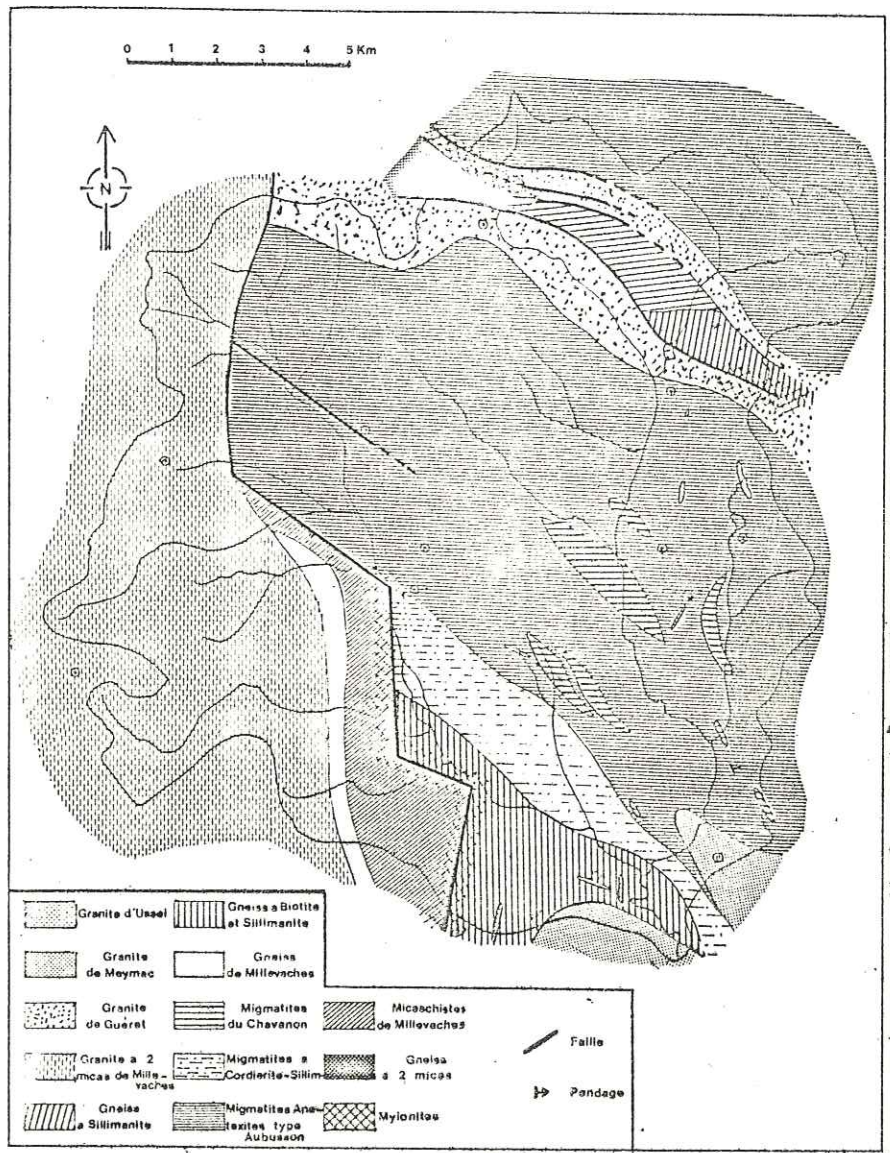 0 1 2 3 4 5 Km
N
Granite d'Ussel
Gneiss a Biotite
et Sillimanite
Granite
de Meymac
Gneiss
de Millevaches
Granite
de Guéret
Migmatites
du Chavanon
Micaschistes
de Millevaches
Granite a 2
micas de Mille-
vaches
Migmatites a
Cordierite-Sillim
Gneiss
a 2 micas
Gneiss
a Sillimanite
Migmatites Ana-
texites type
Aubusson
Mylonites
Faille
Pendage